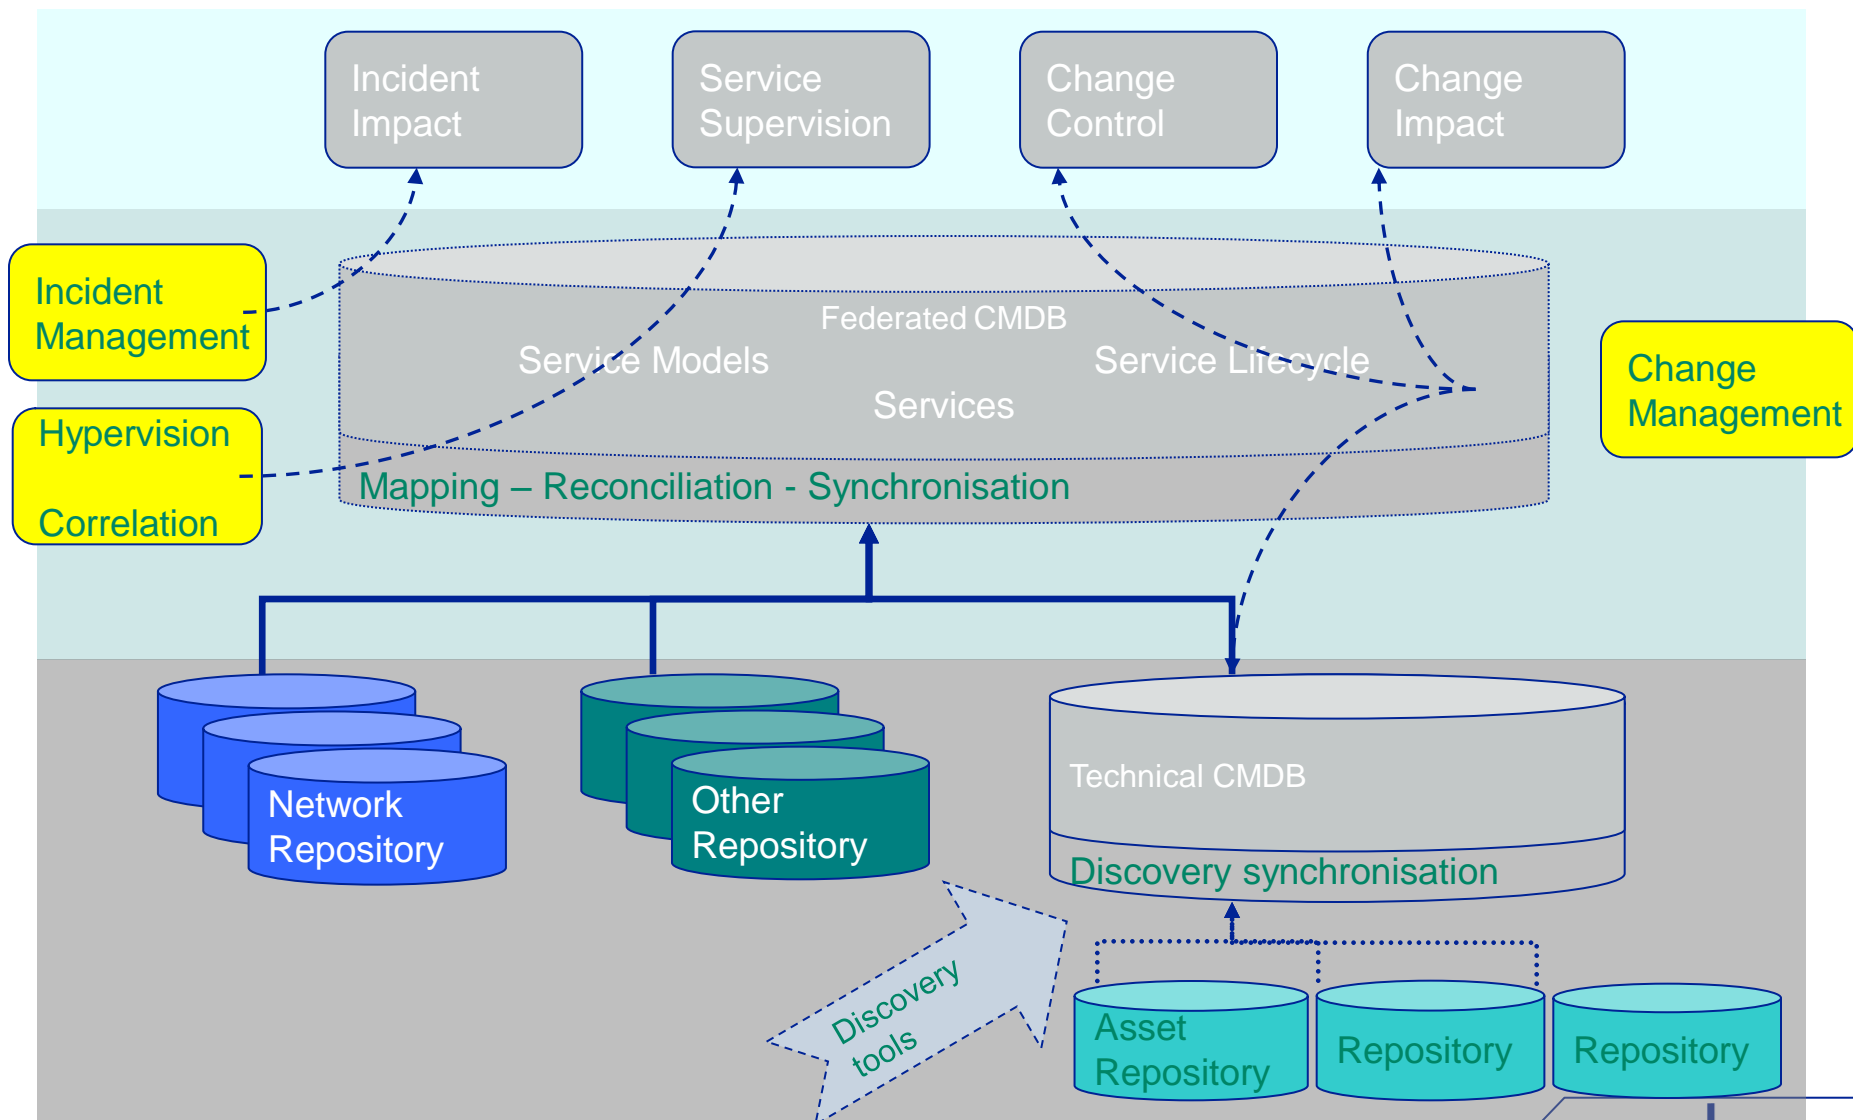 Incident
Impact
Service
Supervision
Change
Control
Change
Impact
Incident
Management
Federated CMDB
Service Models
Service Lifecycle
Services
Change
Management
Hypervision
Correlation
Mapping – Reconciliation - Synchronisation
Network
Repository
Other
Repository
Technical CMDB
Discovery synchronisation
Discovery
tools
Asset
Repository
Repository
Repository